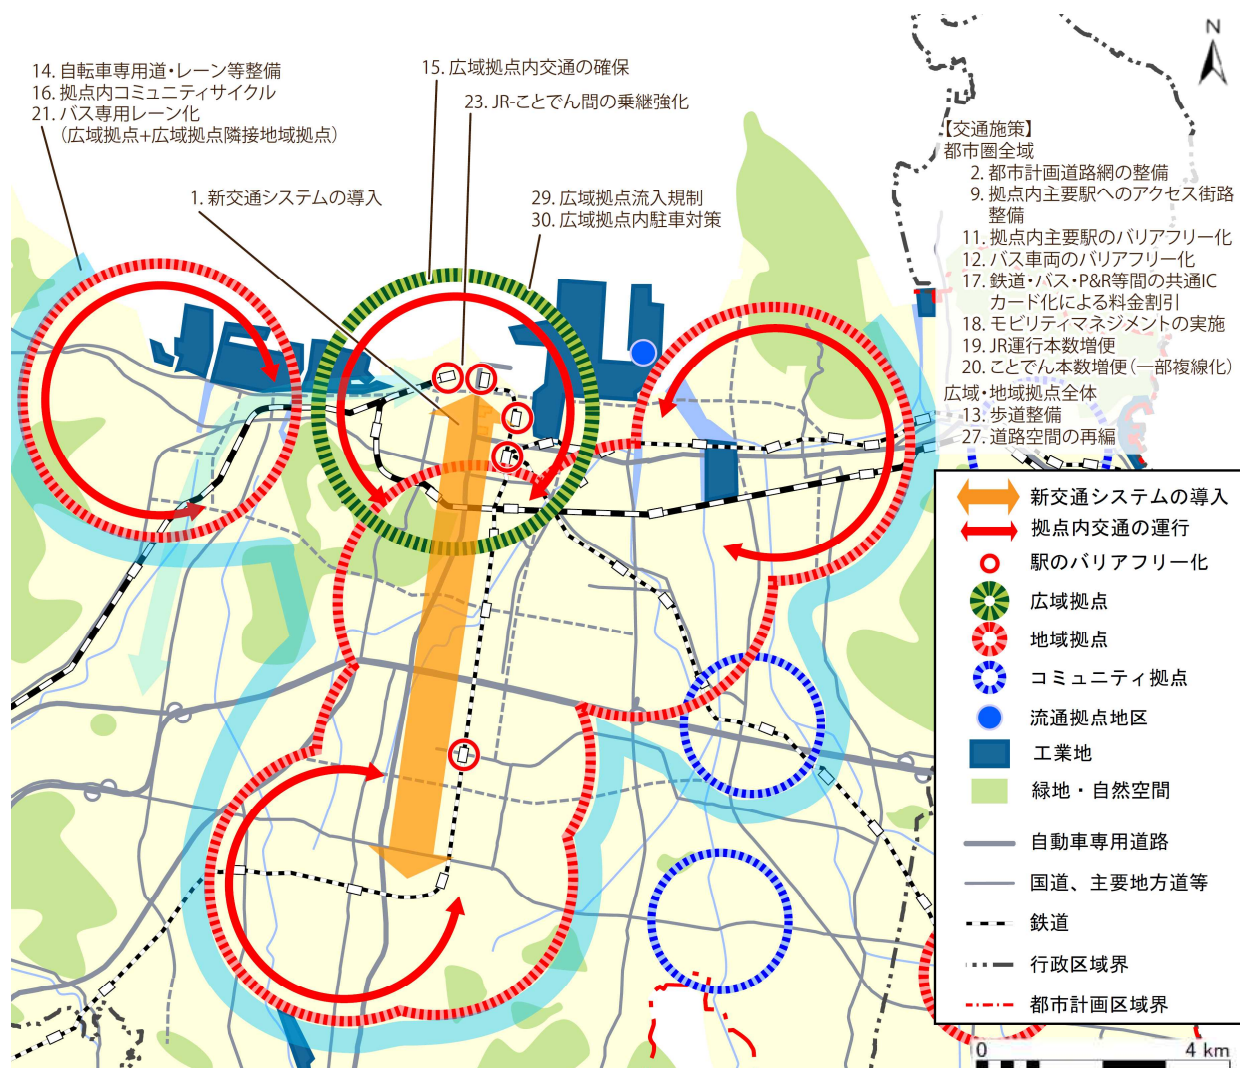 14. 自転車専用道・レーン等整備
16. 拠点内コミュニティサイクル
21. バス専用レーン化
(広域拠点+広域拠点隣接地域拠点)
15. 広域拠点内交通の確保
23. JR-ことでん間の乗継強化
1. 新交通システムの導入
29. 広域拠点流入規制
30. 広域拠点内駐車対策
N
【交通施策】
都市圏全域
2. 都市計画道路網の整備
9. 拠点内主要駅へのアクセス街路
整備
11. 拠点内主要駅のバリアフリー化
12. バス車両のバリアフリー化
17. 鉄道・バス・P&R等間の共通IC
カード化による料金割引
18. モビリティマネジメントの実施
19. JR運行本数増便
20. ことでん本数増便(一部複線化)
広域・地域拠点全体
13. 歩道整備
27. 道路空間の再編
新交通システムの導入
拠点内交通の運行
駅のバリアフリー化
広域拠点
地域拠点
コミュニティ拠点
流通拠点地区
工業地
緑地・自然空間
自動車専用道路
国道、主要地方道等
鉄道
行政区域界
都市計画区域界
0 4 km